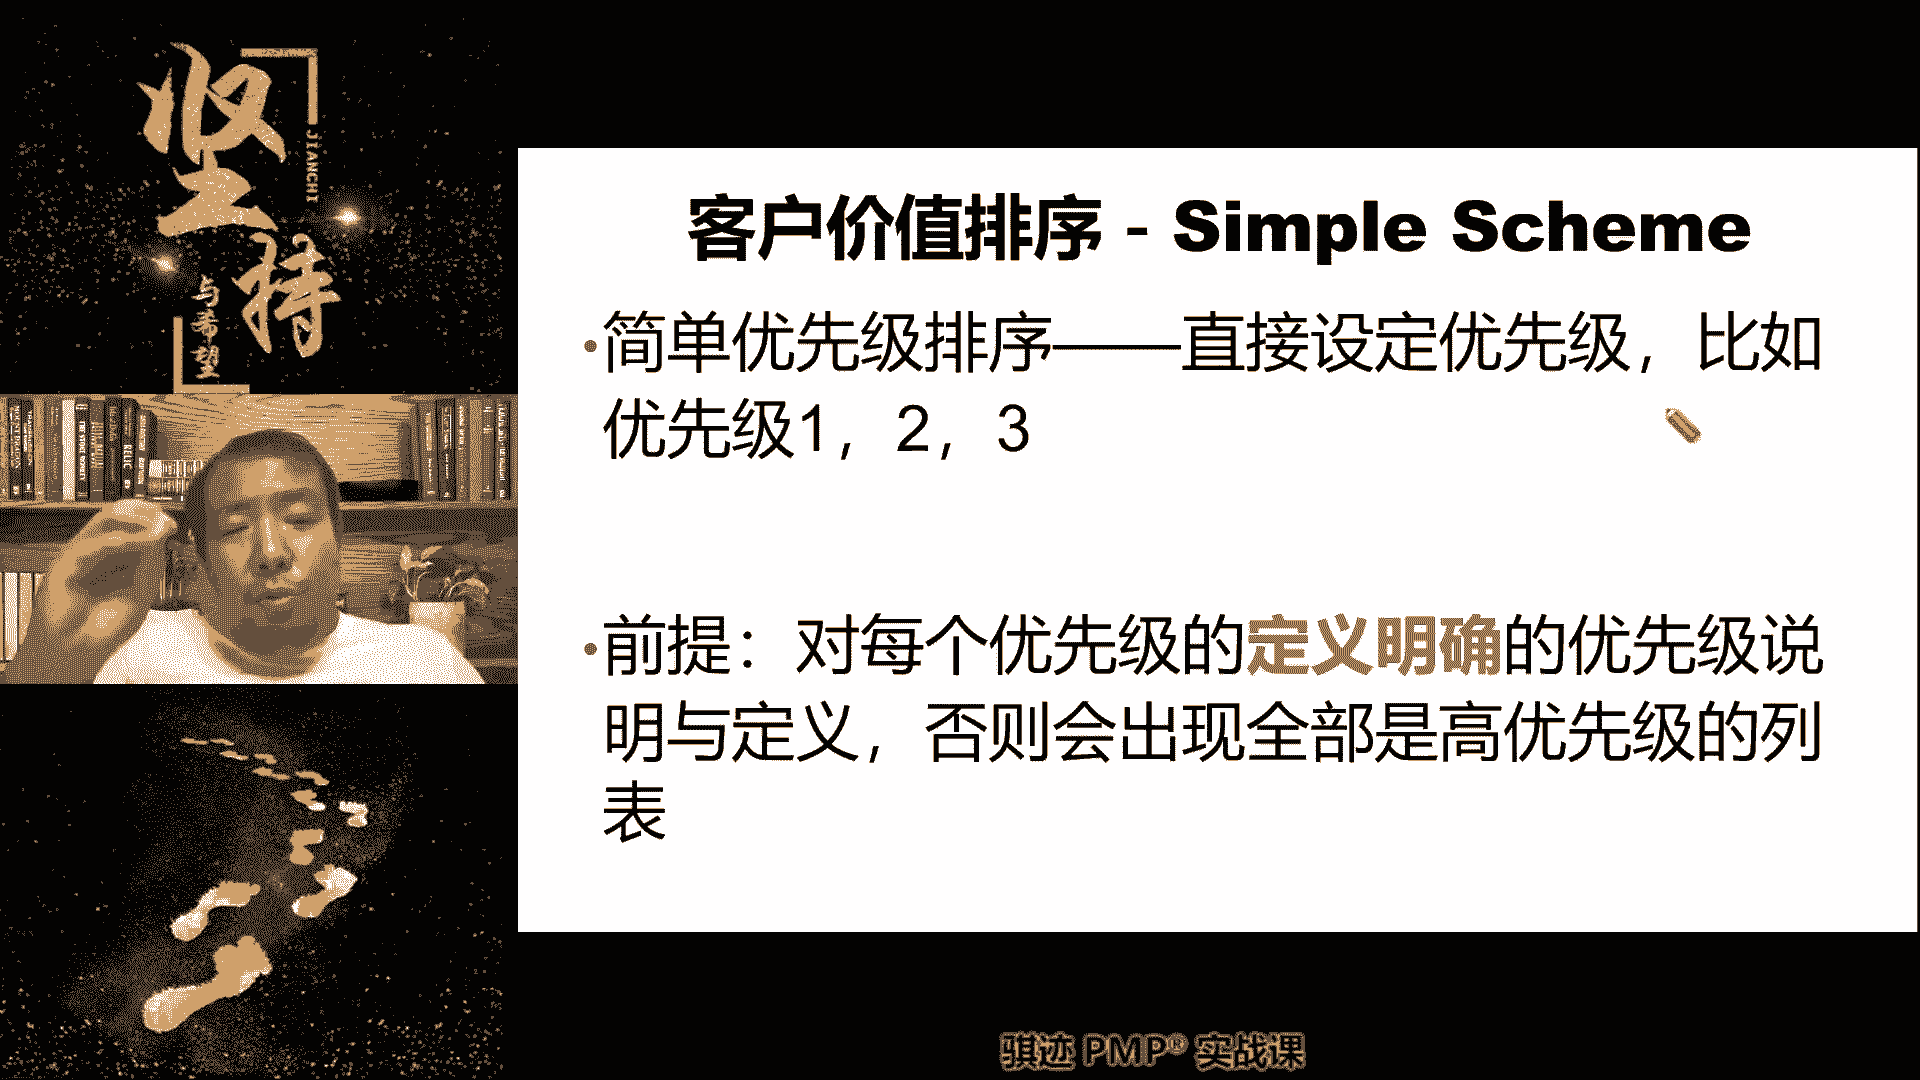 坚持
JIANCHI
与希望
客户价值排序 - Simple Scheme
•简单优先级排序——直接设定优先级，比如
优先级1，2，3
•前提：对每个优先级的定义明确的优先级说
明与定义，否则会出现全部是高优先级的列
表
骐迹 PMP® 实战课